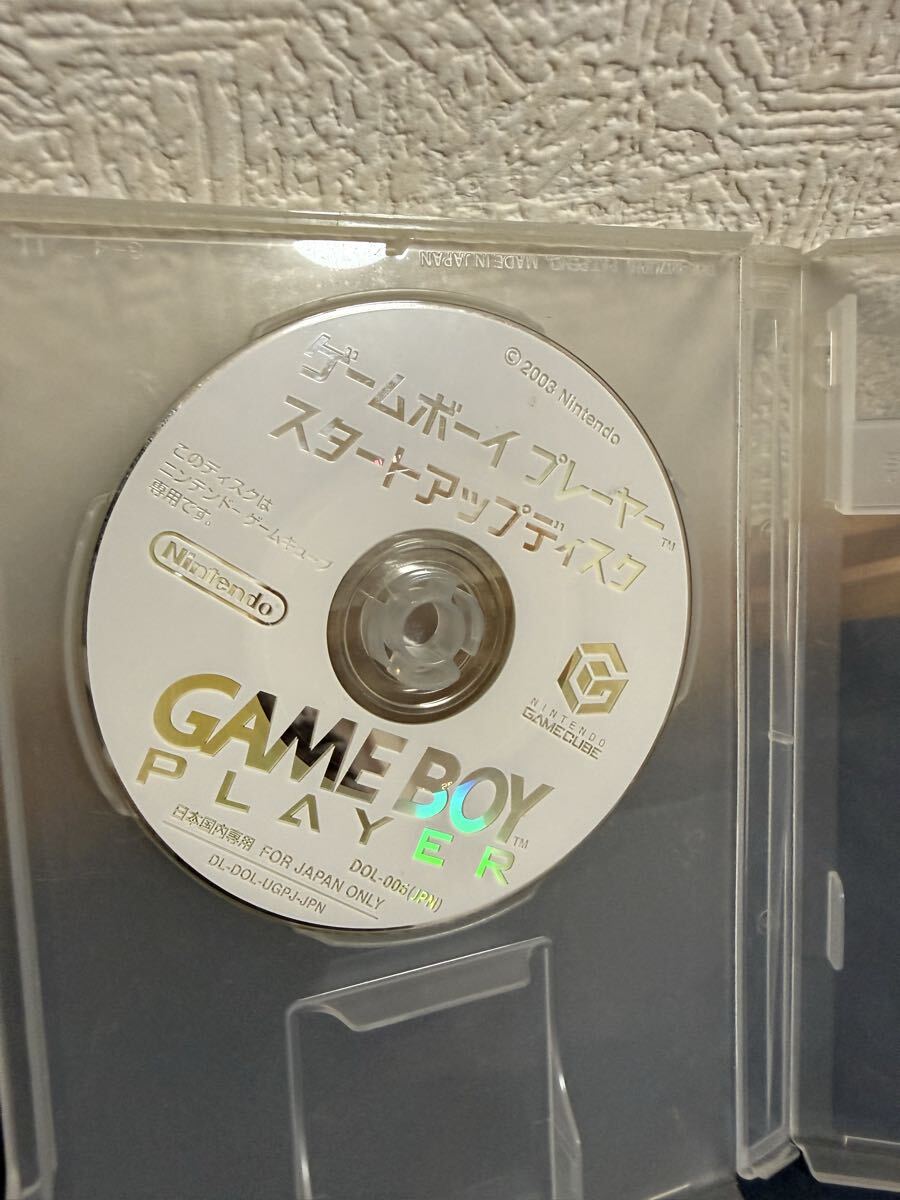 MADE IN JAPAN
©2003 Nintendo
ゲームボーイ プレーヤー™
スタートアップディスク
このディスクは
ニンテンドー ゲームキューブ
専用です。
Nintendo
NINTENDO
GAMECUBE
GAME BOY™
PLAYER
DOL-006(JPN)
日本国内専用 FOR JAPAN ONLY
DL-DOL-UGPJ-JPN